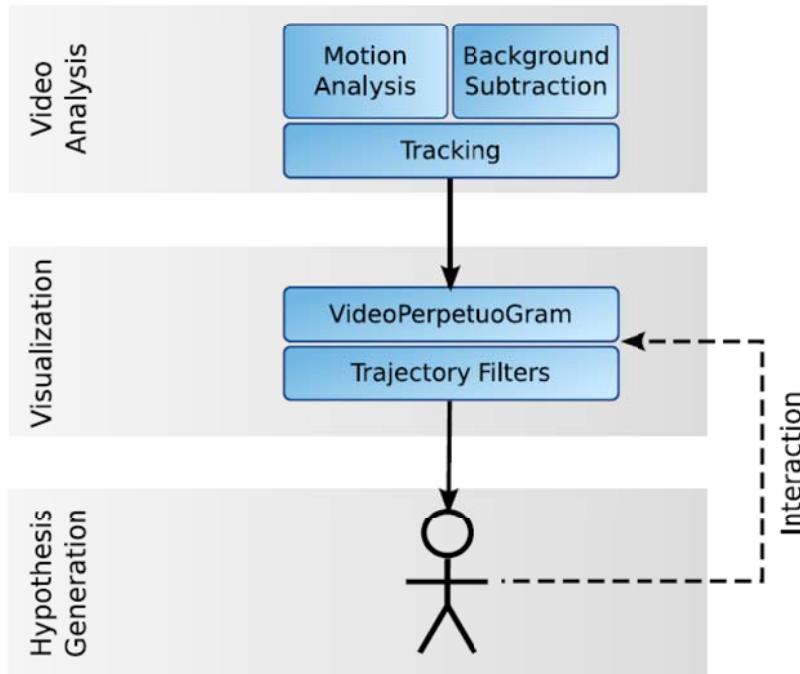 Video
Analysis
Motion
Analysis
Background
Subtraction
Tracking
Visualization
VideoPerpetuoGram
Trajectory Filters
Interaction
Hypothesis
Generation